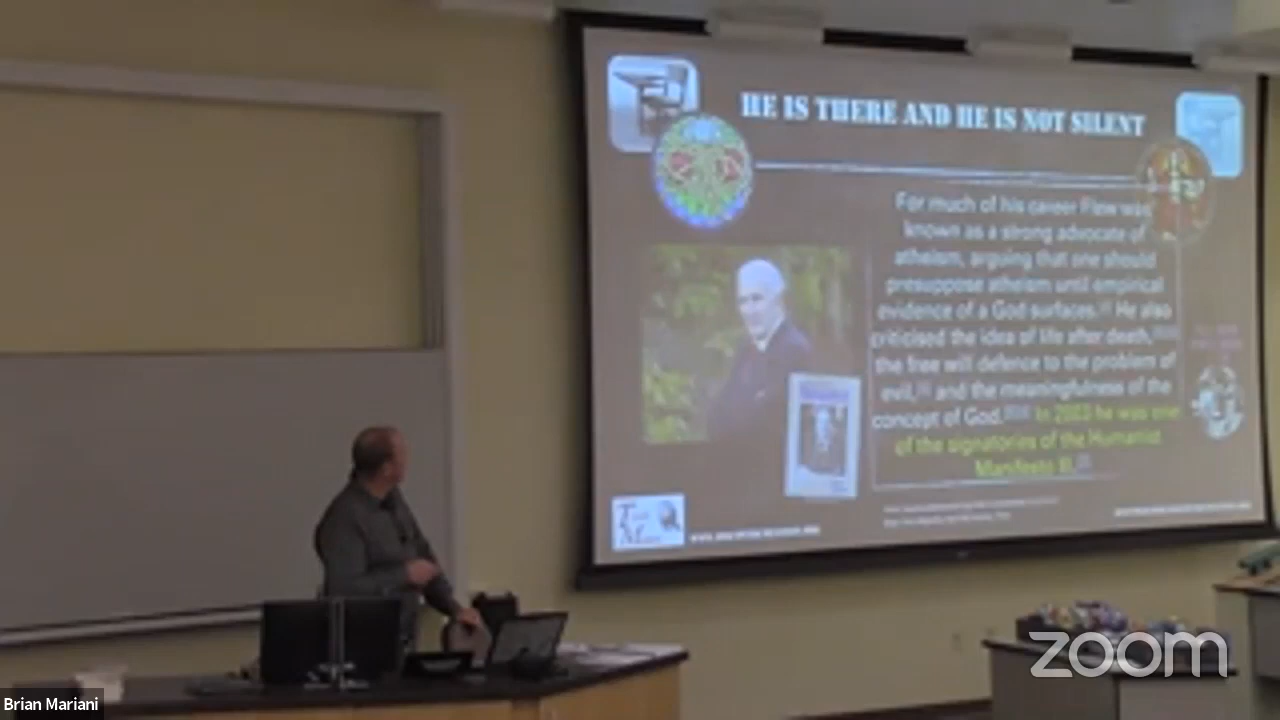 HE IS THERE AND HE IS NOT SILENT
For much of his career Flew was
known as a strong advocate of
atheism, arguing that one should
presuppose atheism until empirical
evidence of a God surfaces. He also
criticised the idea of life after death,
the free will defence to the problem of
evil, and the meaningfulness of the
concept of God. In 2003 he was one
of the signatories of the Humanist
Manifesto III.
zoom
Brian Mariani